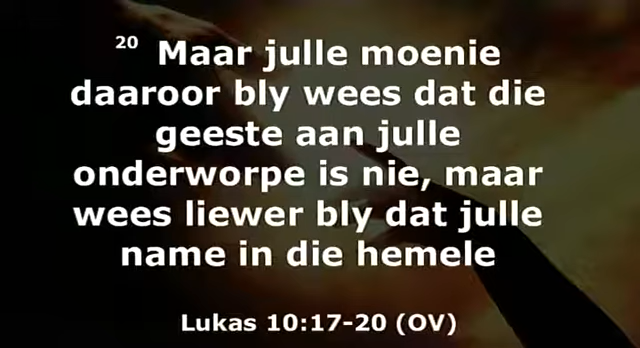 20 Maar julle moenie
daaroor bly wees dat die
geeste aan julle
onderworpe is nie, maar
wees liewer bly dat julle
name in die hemele
Lukas 10:17-20 (OV)